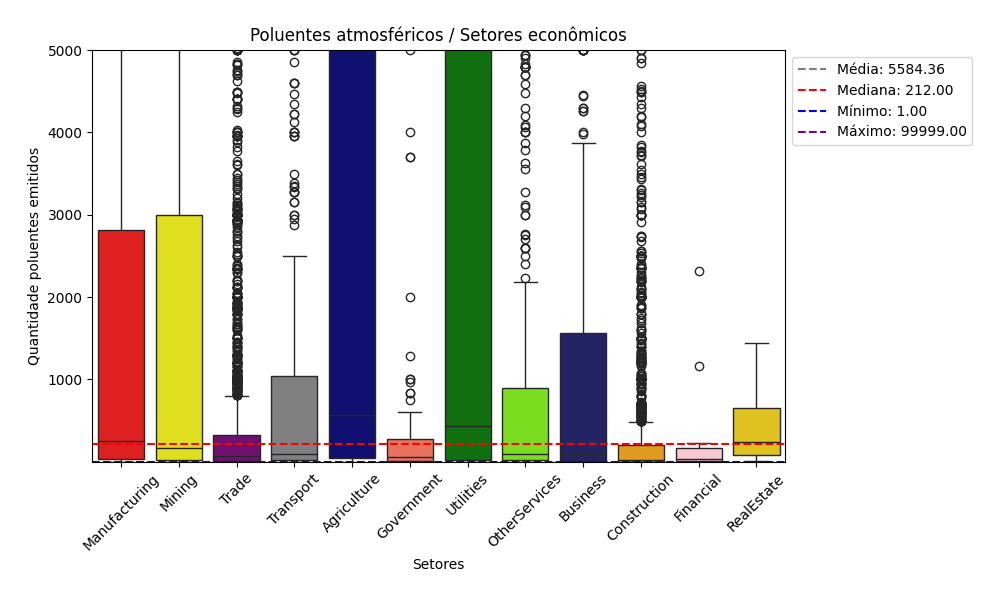 Poluentes atmosféricos / Setores econômicos
Média: 5584.36
Mediana: 212.00
Mínimo: 1.00
Máximo: 99999.00
Quantidade poluentes emitidos
5000
4000
3000
2000
1000
Manufacturing
Mining
Trade
Transport
Agriculture
Government
Utilities
OtherServices
Business
Construction
Financial
RealEstate
Setores